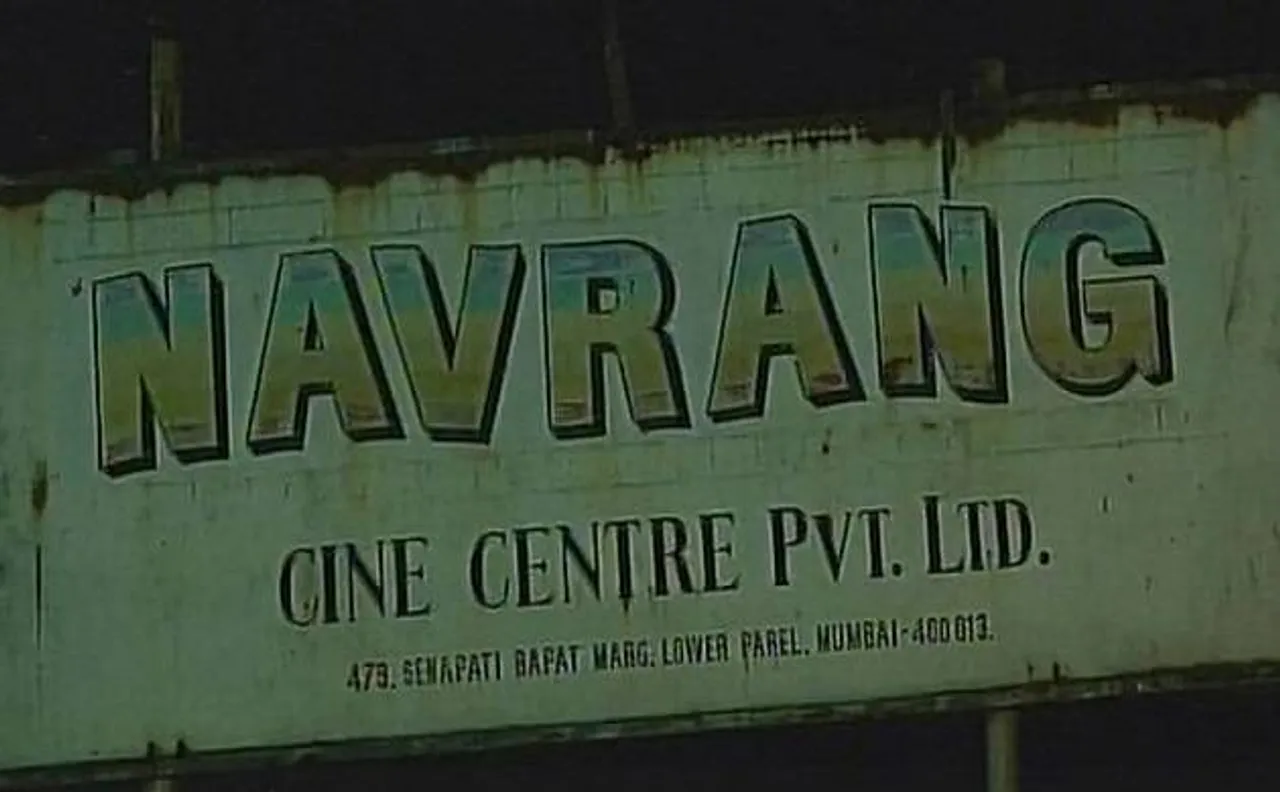 NAVRANG
CINE CENTRE PVT. LTD.
479, SENAPATI BAPAT MARG, LOWER PAREL, MUMBAI-400 013.